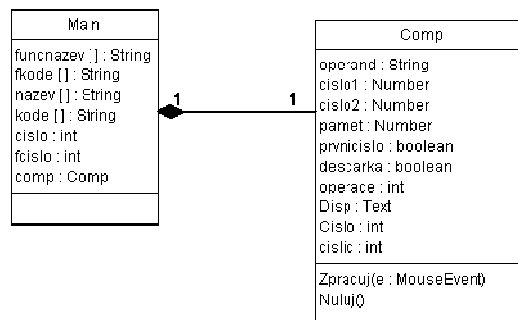 Man
funcnazev [] : String
fkode [] : String
nazev [] : String
kode [] : String
cislo : int
fcislo : int
comp : Comp
1
1
Comp
operand : String
cislo1 : Number
cislo2 : Number
pamet : Number
prvnicislo : boolean
descarka : boolean
operace : int
Disp : Text
Cislo : int
cislic : int
Zpracuj(e : MouseEvent)
Nuluj()